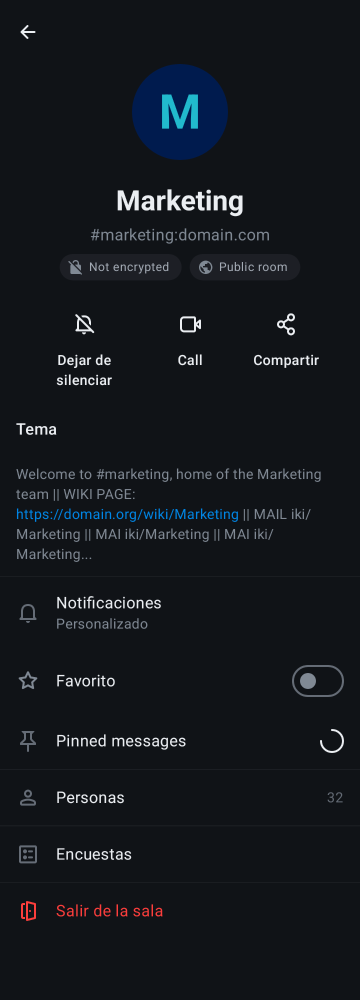 M
Marketing
#marketing:domain.com
Not encrypted
Public room
Dejar de
silenciar
Call
Compartir
Tema
Welcome to #marketing, home of the Marketing
team || WIKI PAGE:
https://domain.org/wiki/Marketing || MAIL iki/
Marketing || MAI iki/Marketing || MAI iki/
Marketing...
Notificaciones
Personalizado
Favorito
Pinned messages
Personas
32
Encuestas
Salir de la sala